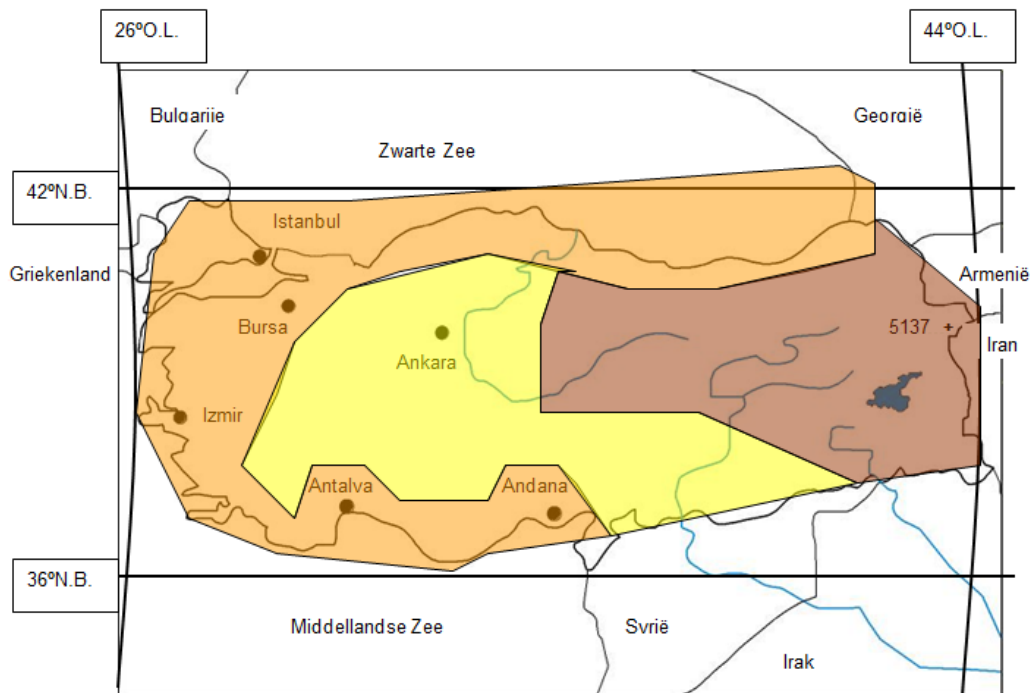 26ºO.L.
44ºO.L.
Bulgarije
Georgië
Zwarte Zee
42ºN.B.
Istanbul
Griekenland
Armenië
Bursa
5137 +
Iran
Ankara
Izmir
Antalya
Andana
36ºN.B.
Middellandse Zee
Syrië
Irak